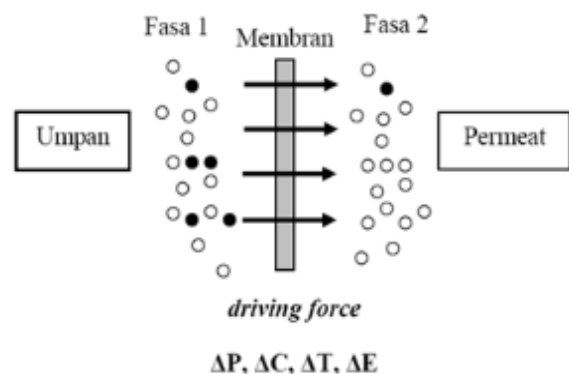 Fasa 1
Membran
Fasa 2
Umpan
Permeat
driving force
ΔP, ΔC, ΔT, ΔE